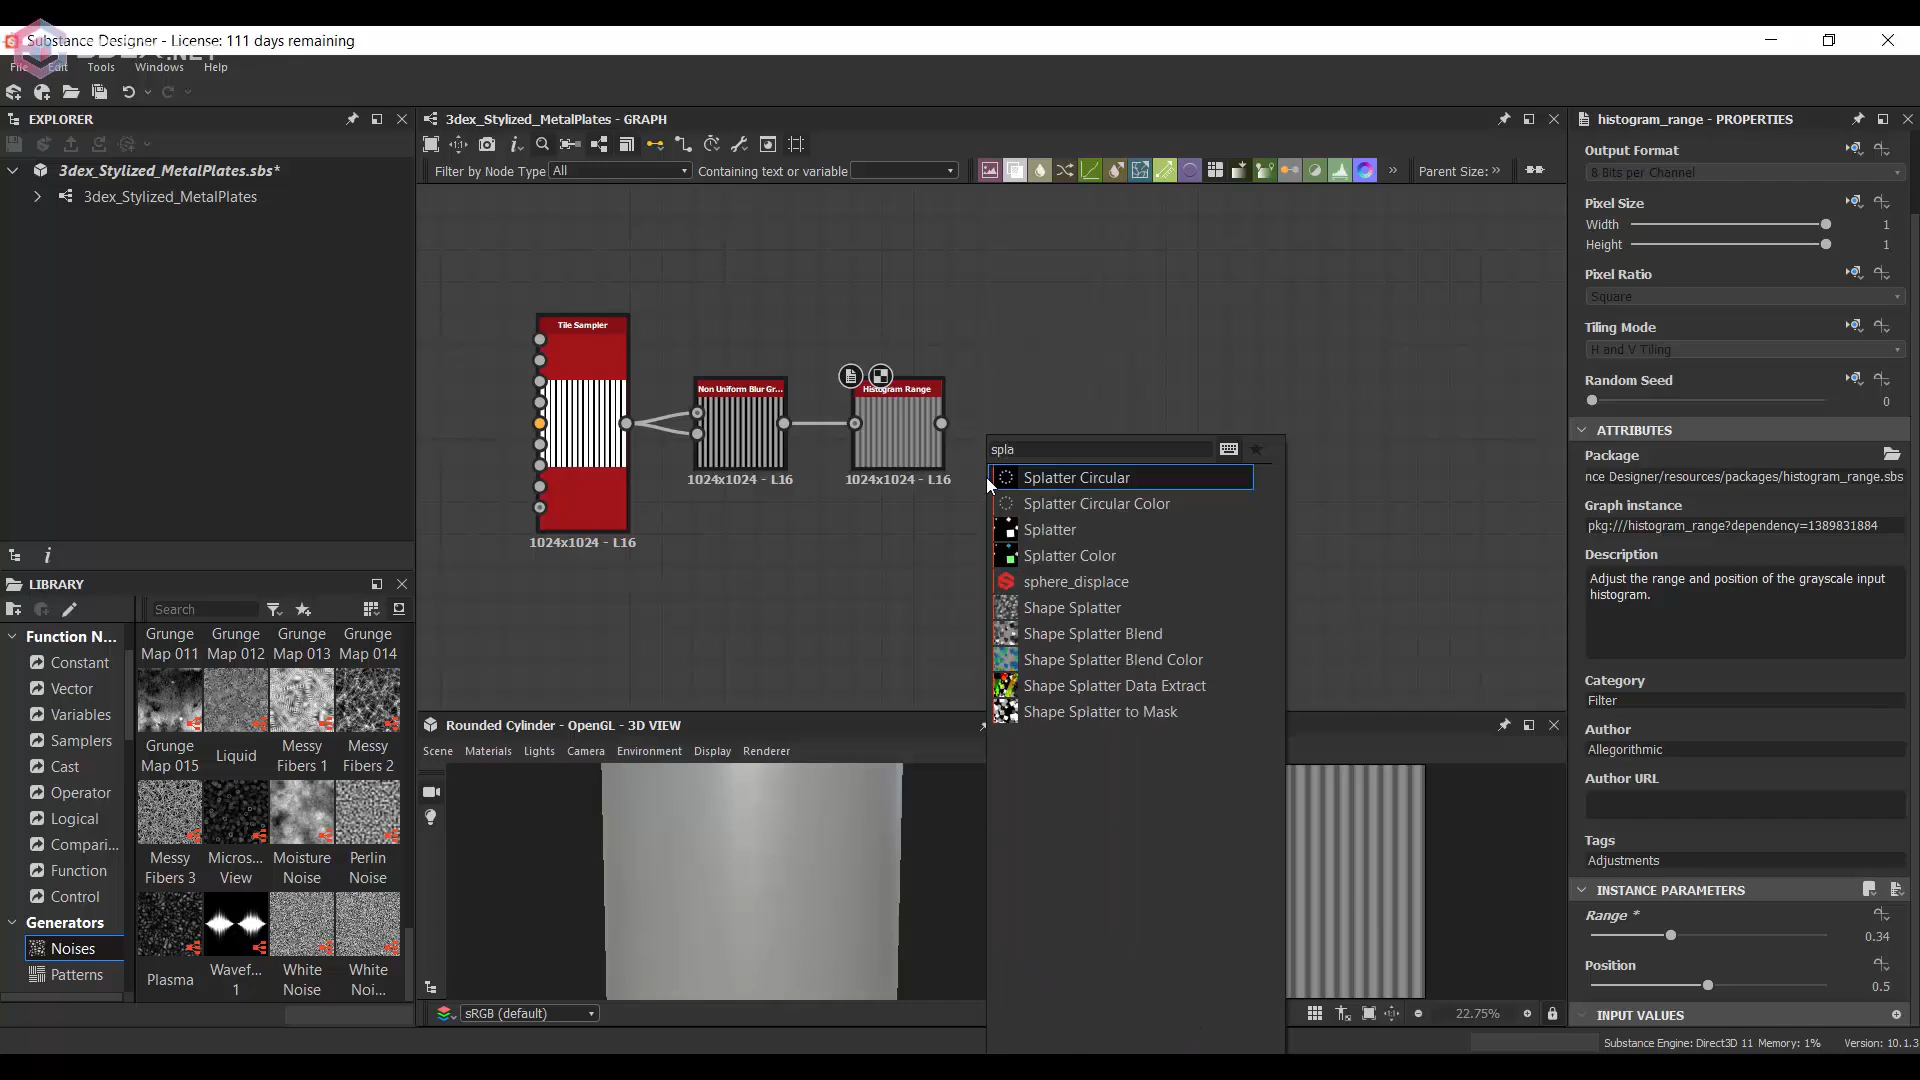 Substance Designer - License: 111 days remaining
File Edit Tools Windows Help
EXPLORER
3dex_Stylized_MetalPlates.sbs*
3dex_Stylized_MetalPlates
3dex_Stylized_MetalPlates - GRAPH
Filter by Node Type All Containing text or variable Parent Size:
Tile Sampler
1024x1024 - L16
Non Uniform Blur Gr...
1024x1024 - L16
Histogram Range
1024x1024 - L16
spla
Splatter Circular
Splatter Circular Color
Splatter
Splatter Color
sphere_displace
Shape Splatter
Shape Splatter Blend
Shape Splatter Blend Color
Shape Splatter Data Extract
Shape Splatter to Mask
LIBRARY
Search
Function N...
Constant
Vector
Variables
Samplers
Cast
Operator
Logical
Compari...
Function
Control
Generators
Noises
Patterns
Grunge Map 011
Grunge Map 012
Grunge Map 013
Grunge Map 014
Grunge Map 015
Liquid
Messy Fibers 1
Messy Fibers 2
Messy Fibers 3
Micros... View
Moisture Noise
Perlin Noise
Plasma
Wavef... 1
White Noise
White Noi...
Rounded Cylinder - OpenGL - 3D VIEW
Scene Materials Lights Camera Environment Display Renderer
sRGB (default)
22.75%
histogram_range - PROPERTIES
Output Format
8 Bits per Channel
Pixel Size
Width 1
Height 1
Pixel Ratio
Square
Tiling Mode
H and V Tiling
Random Seed
0
ATTRIBUTES
Package
nce Designer/resources/packages/histogram_range.sbs
Graph instance
pkg:///histogram_range?dependency=1389831884
Description
Adjust the range and position of the grayscale input
histogram.
Category
Filter
Author
Allegorithmic
Author URL
Tags
Adjustments
INSTANCE PARAMETERS
Range *
0.34
Position
0.5
INPUT VALUES
Substance Engine: Direct3D 11 Memory: 1% Version: 10.1.3